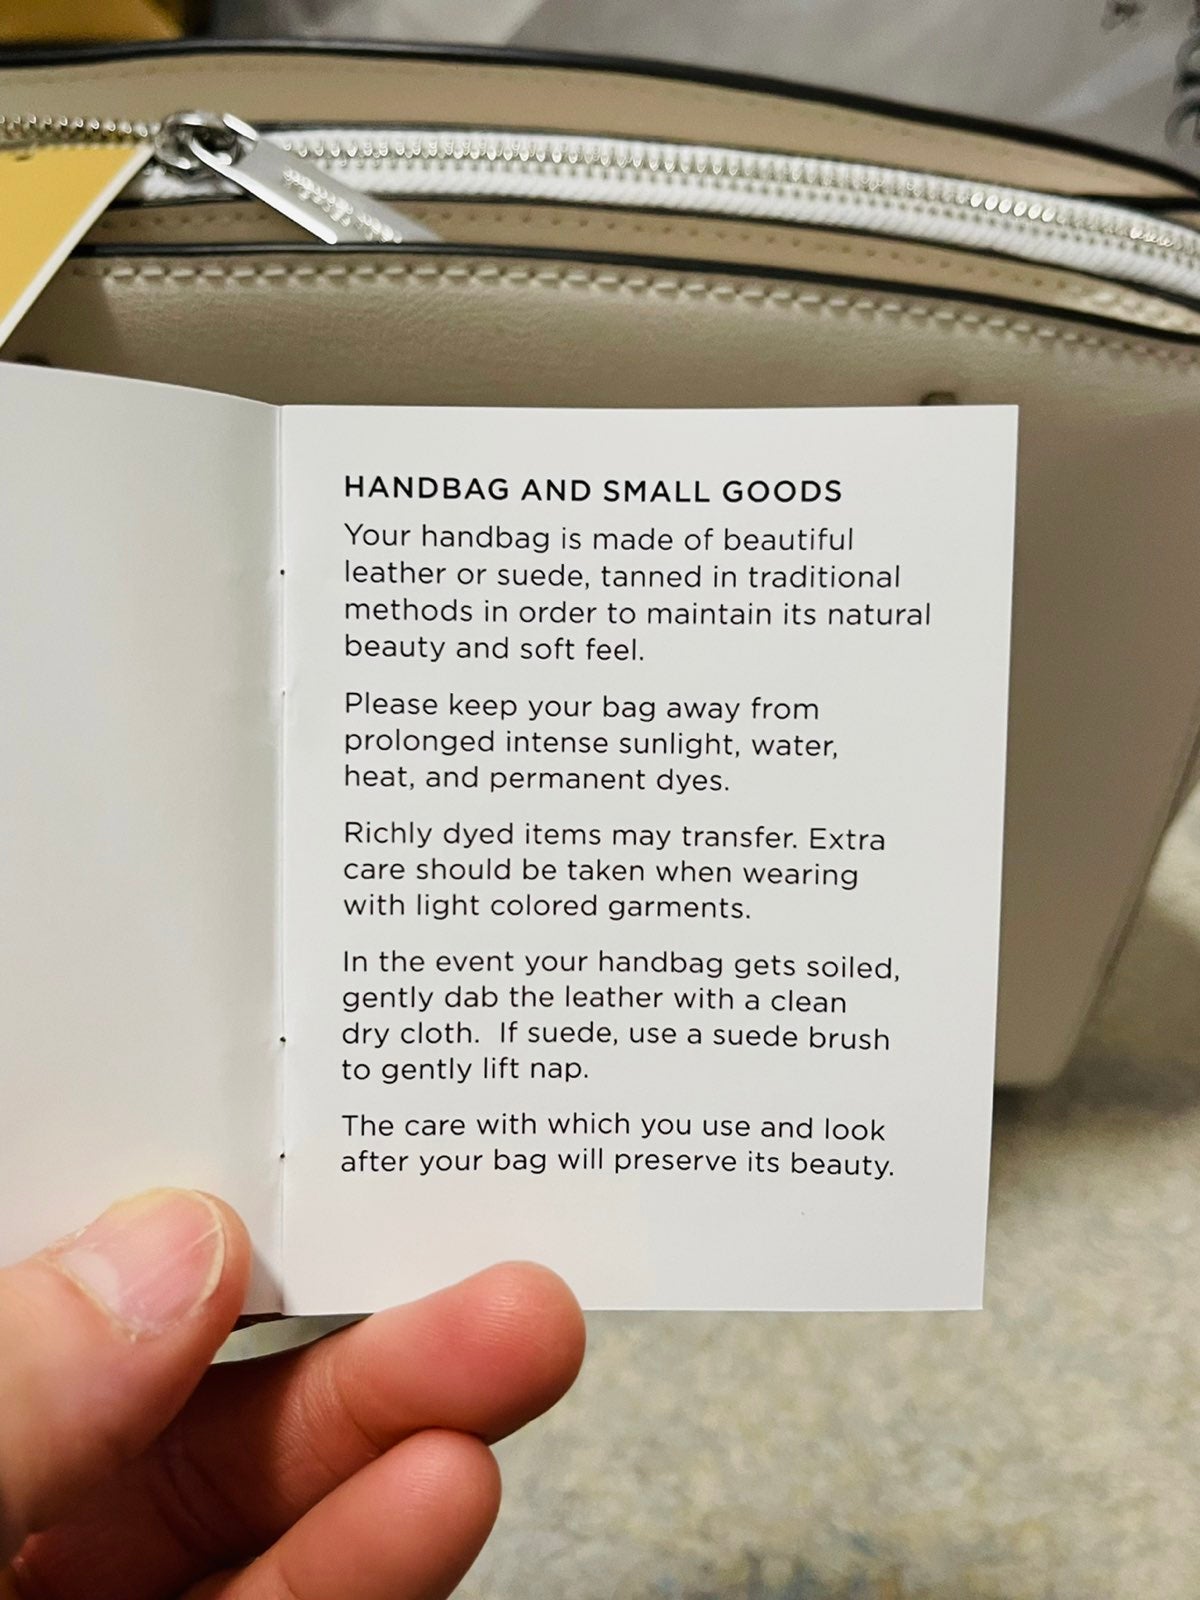 HANDBAG AND SMALL GOODS
Your handbag is made of beautiful
leather or suede, tanned in traditional
methods in order to maintain its natural
beauty and soft feel.
Please keep your bag away from
prolonged intense sunlight, water,
heat, and permanent dyes.
Richly dyed items may transfer. Extra
care should be taken when wearing
with light colored garments.
In the event your handbag gets soiled,
gently dab the leather with a clean
dry cloth.  If suede, use a suede brush
to gently lift nap.
The care with which you use and look
after your bag will preserve its beauty.